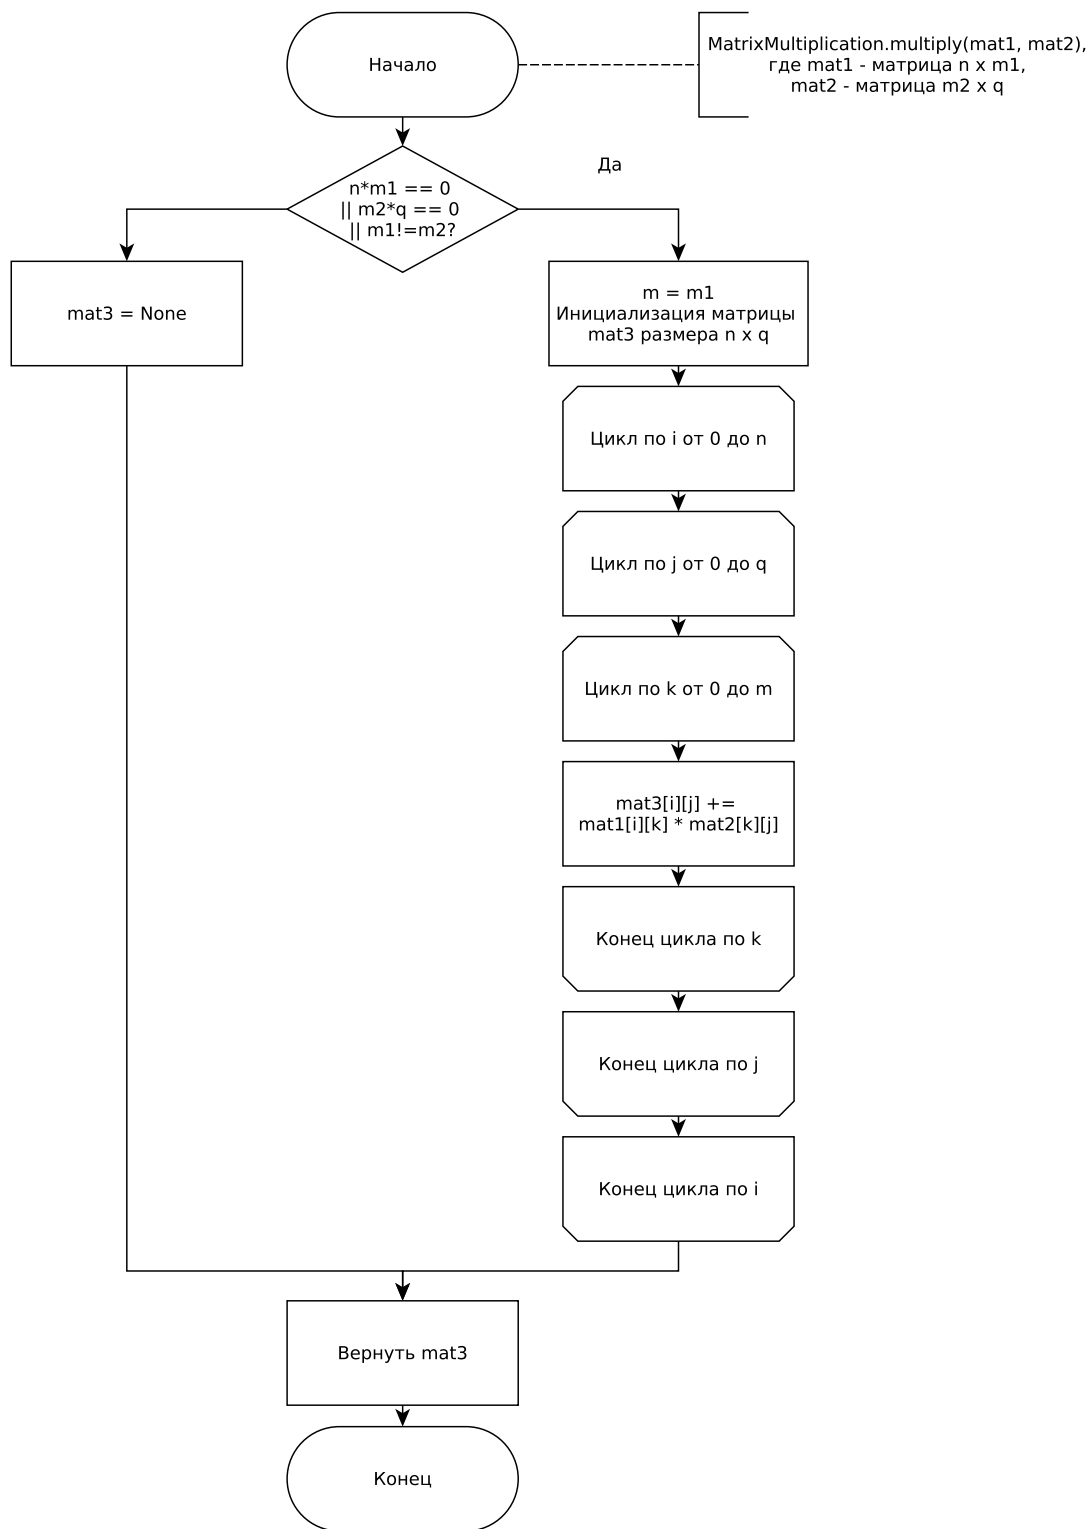 Начало
MatrixMultiplication.multiply(mat1, mat2),
где mat1 - матрица n x m1,
mat2 - матрица m2 x q
Да
n*m1 == 0
|| m2*q == 0
|| m1!=m2?
mat3 = None
m = m1
Инициализация матрицы
mat3 размера n x q
Цикл по i от 0 до n
Цикл по j от 0 до q
Цикл по k от 0 до m
mat3[i][j] +=
mat1[i][k] * mat2[k][j]
Конец цикла по k
Конец цикла по j
Конец цикла по i
Вернуть mat3
Конец